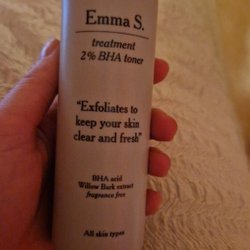 Emma S.
treatment
2% BHA toner
"Exfoliates to
keep your skin
clear and fresh"
BHA acid
Willow Bark extract
fragrance free
All skin types